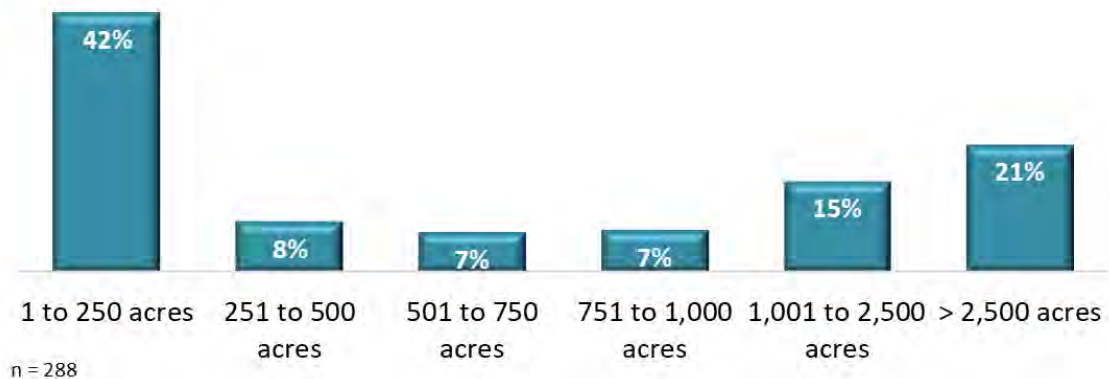 42%
8%
7%
7%
15%
21%
1 to 250 acres 251 to 500 501 to 750 751 to 1,000 1,001 to 2,500 > 2,500 acres
acres acres acres acres
n = 288